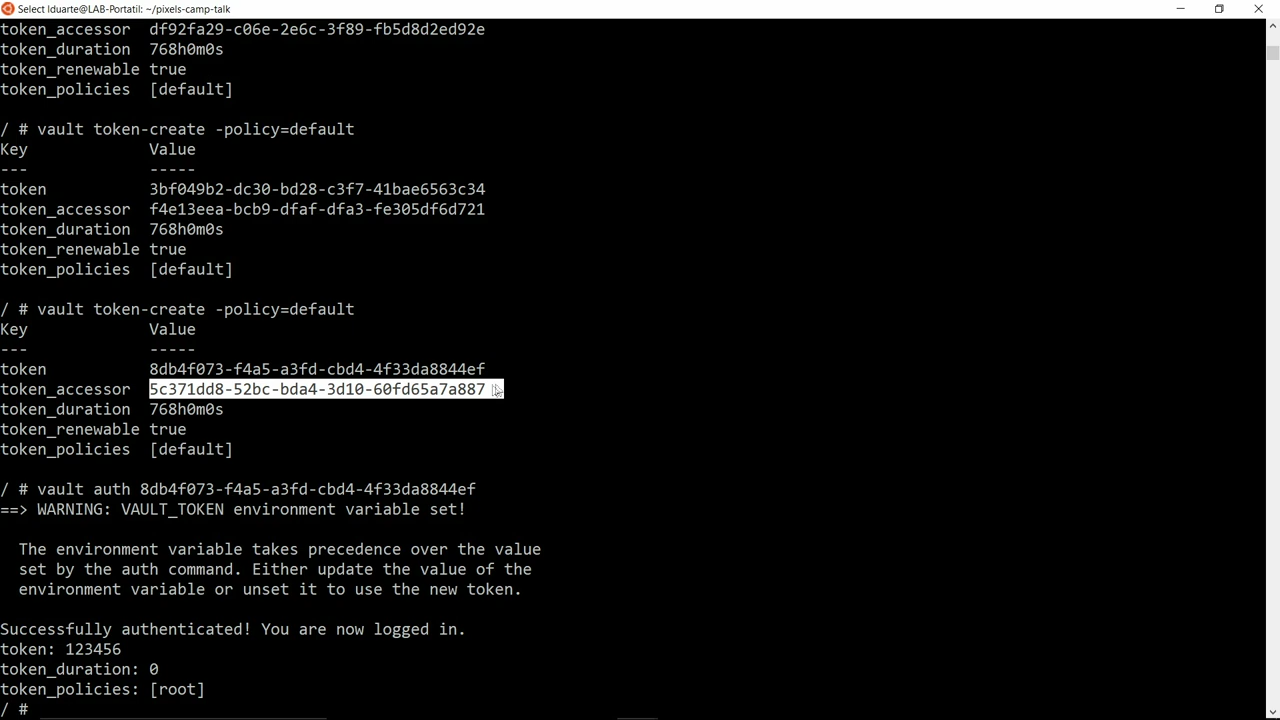 Select lduarte@LAB-Portatil: ~/pixels-camp-talk
token_accessor df92fa29-c06e-2e6c-3f89-fb5d8d2ed92e
token_duration 768h0m0s
token_renewable true
token_policies [default]
/ # vault token-create -policy=default
Key Value
--- -----
token 3bf049b2-dc30-bd28-c3f7-41bae6563c34
token_accessor f4e13eea-bcb9-dfaf-dfa3-fe305df6d721
token_duration 768h0m0s
token_renewable true
token_policies [default]
/ # vault token-create -policy=default
Key Value
--- -----
token 8db4f073-f4a5-a3fd-cbd4-4f33da8844ef
token_accessor 5c371dd8-52bc-bda4-3d10-60fd65a7a887
token_duration 768h0m0s
token_renewable true
token_policies [default]
/ # vault auth 8db4f073-f4a5-a3fd-cbd4-4f33da8844ef
==> WARNING: VAULT_TOKEN environment variable set!
The environment variable takes precedence over the value
set by the auth command. Either update the value of the
environment variable or unset it to use the new token.
Successfully authenticated! You are now logged in.
token: 123456
token_duration: 0
token_policies: [root]
/ #